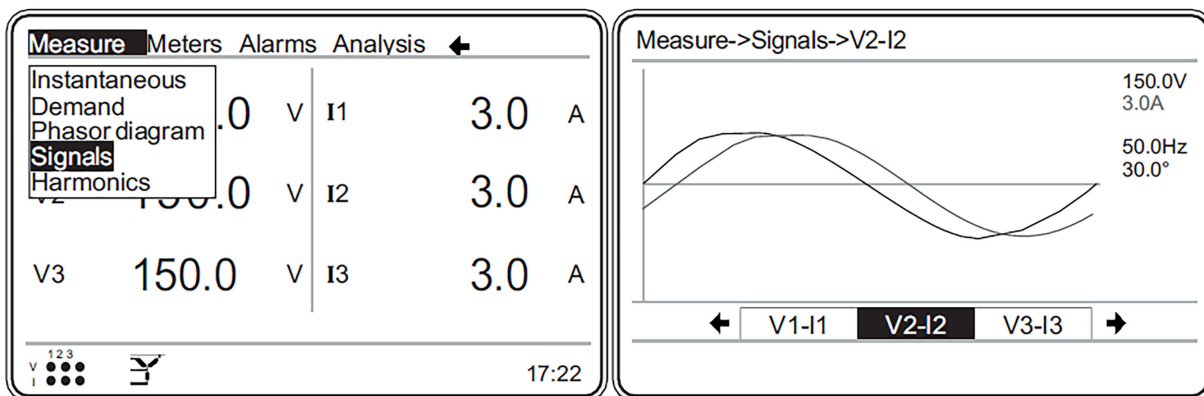 Measure Meters Alarms Analysis
Instantaneous
Demand
Phasor diagram
Signals
Harmonics
.0 V I1 3.0 A
.0 V I2 3.0 A
V3 150.0 V I3 3.0 A
1 2 3
V
I
17:22
Measure->Signals->V2-I2
150.0V
3.0A
50.0Hz
30.0°
V1-I1 V2-I2 V3-I3